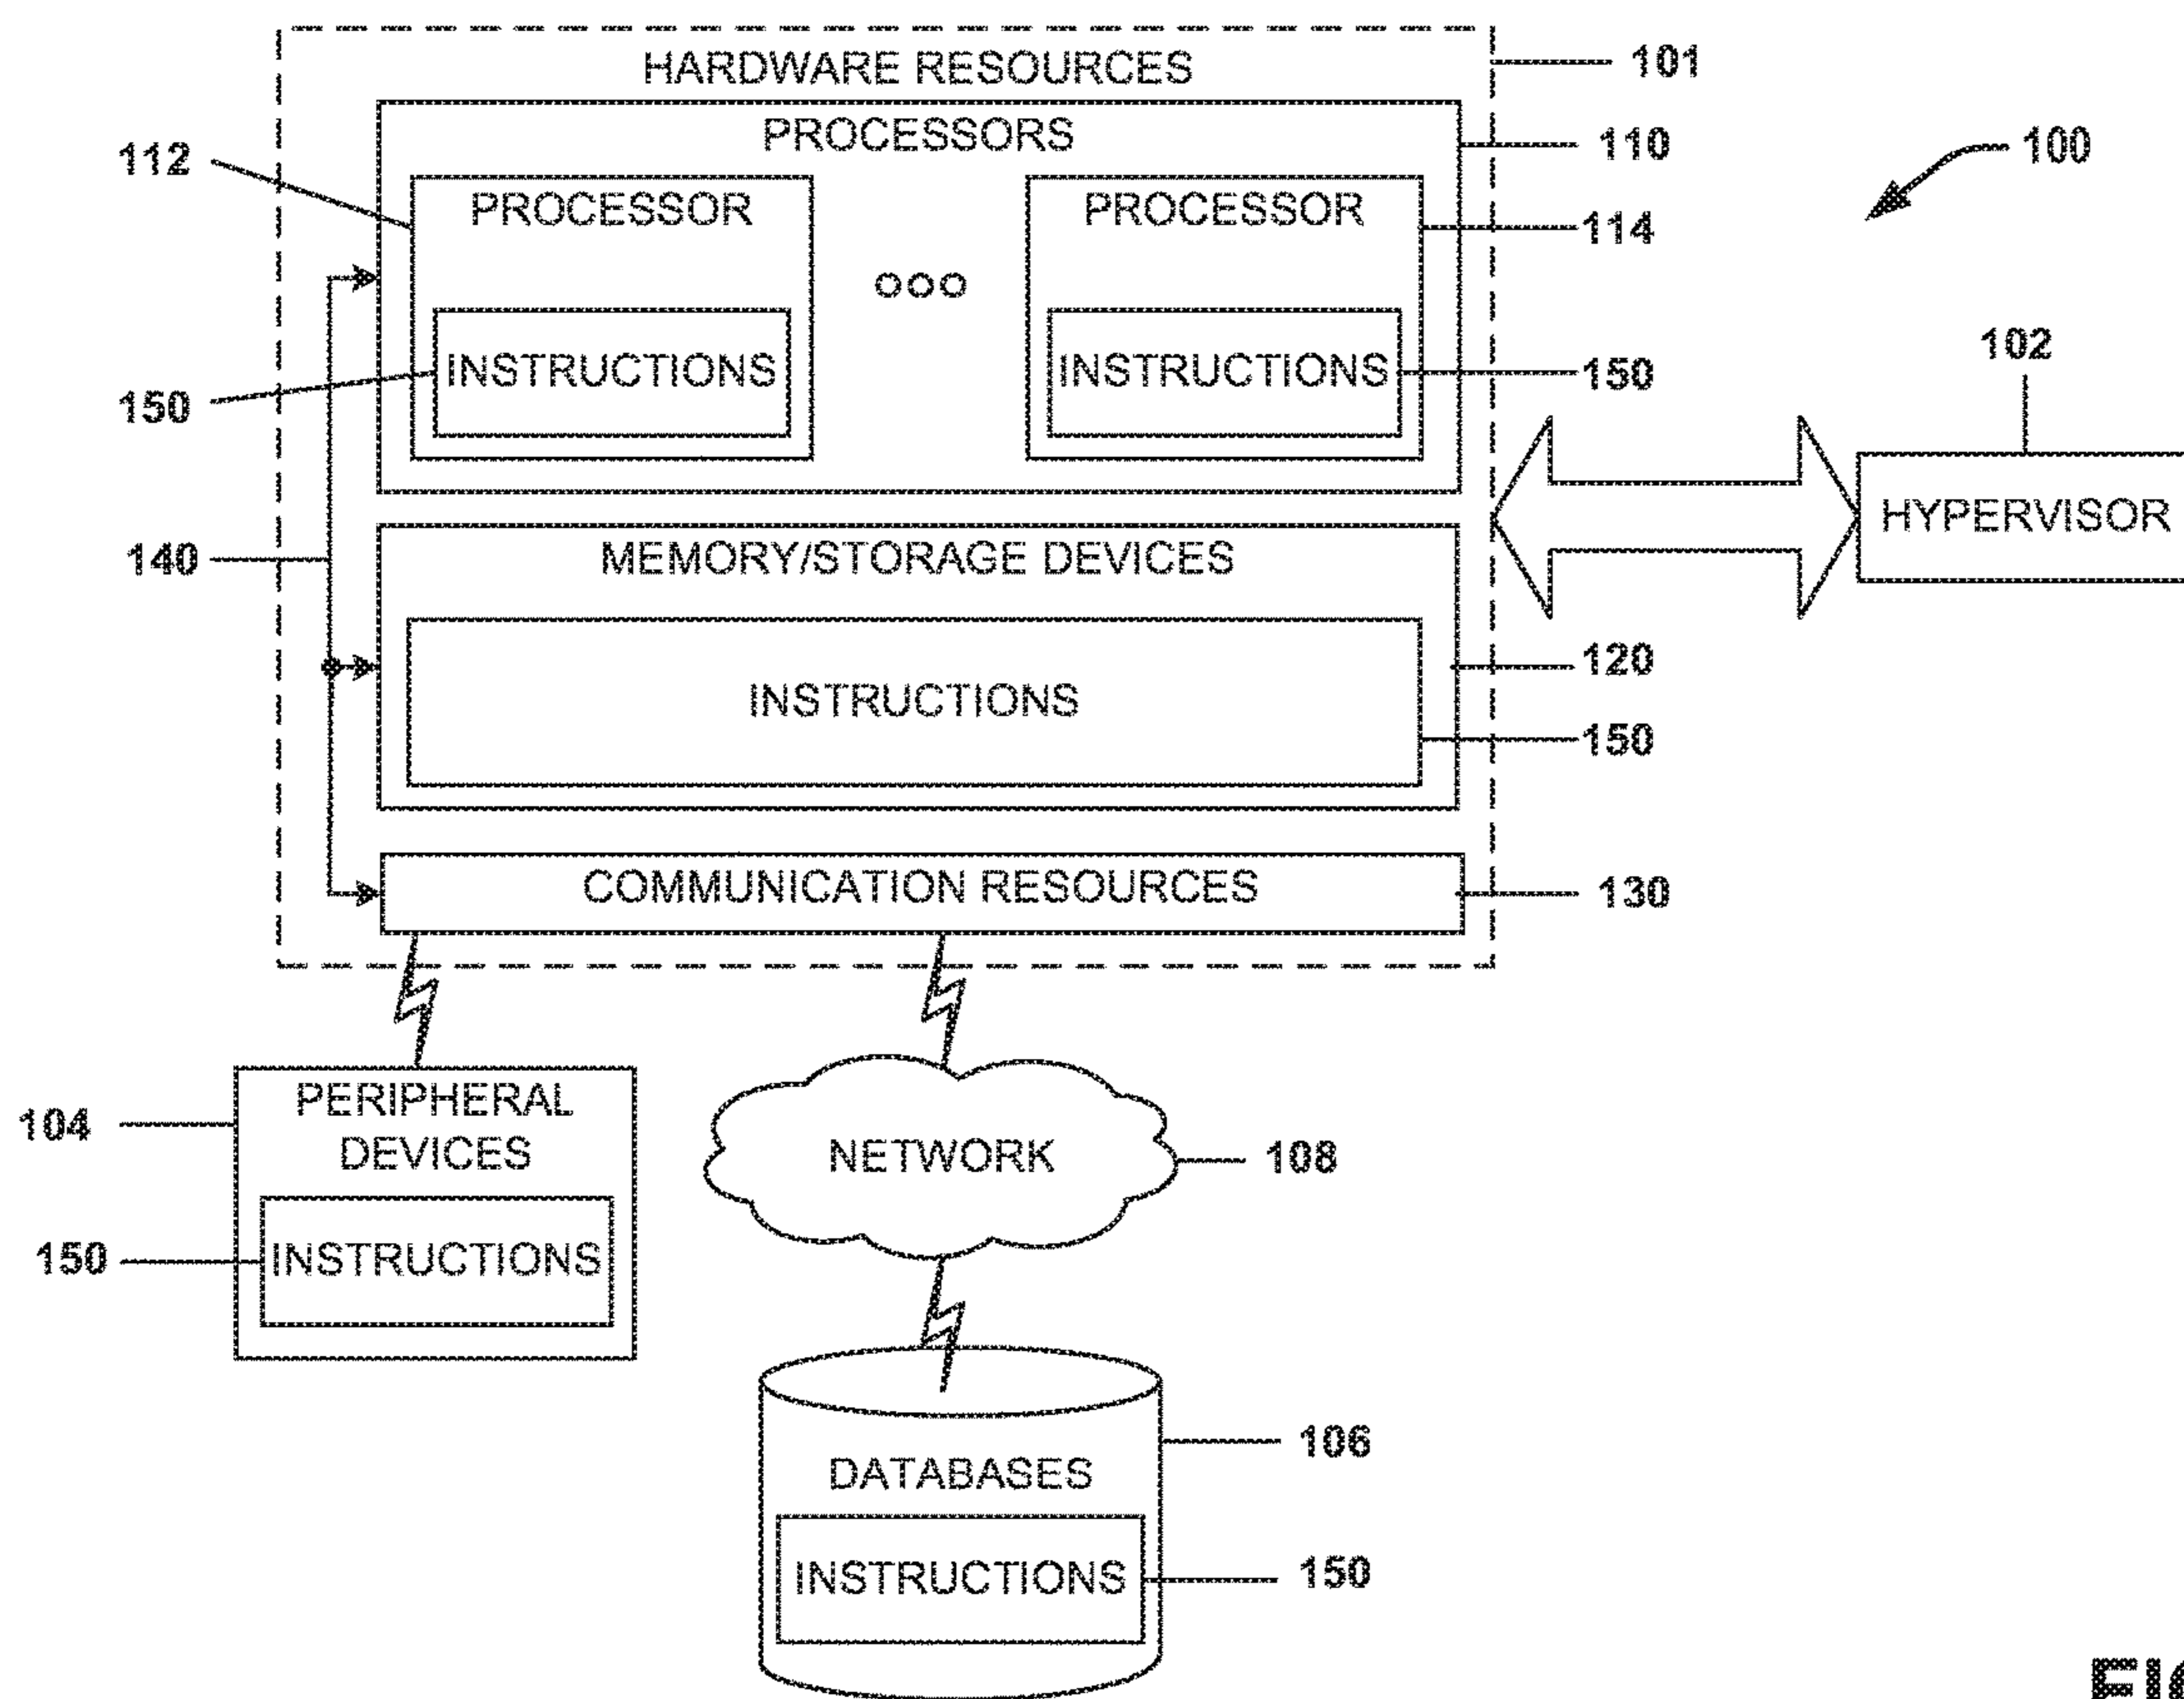 HARDWARE RESOURCES
101
PROCESSORS
110
100
112
PROCESSOR
PROCESSOR
114
INSTRUCTIONS
INSTRUCTIONS
150
150
102
HYPERVISOR
140
MEMORY/STORAGE DEVICES
120
INSTRUCTIONS
150
COMMUNICATION RESOURCES
130
104
PERIPHERAL
DEVICES
NETWORK
108
150
INSTRUCTIONS
106
DATABASES
INSTRUCTIONS
150